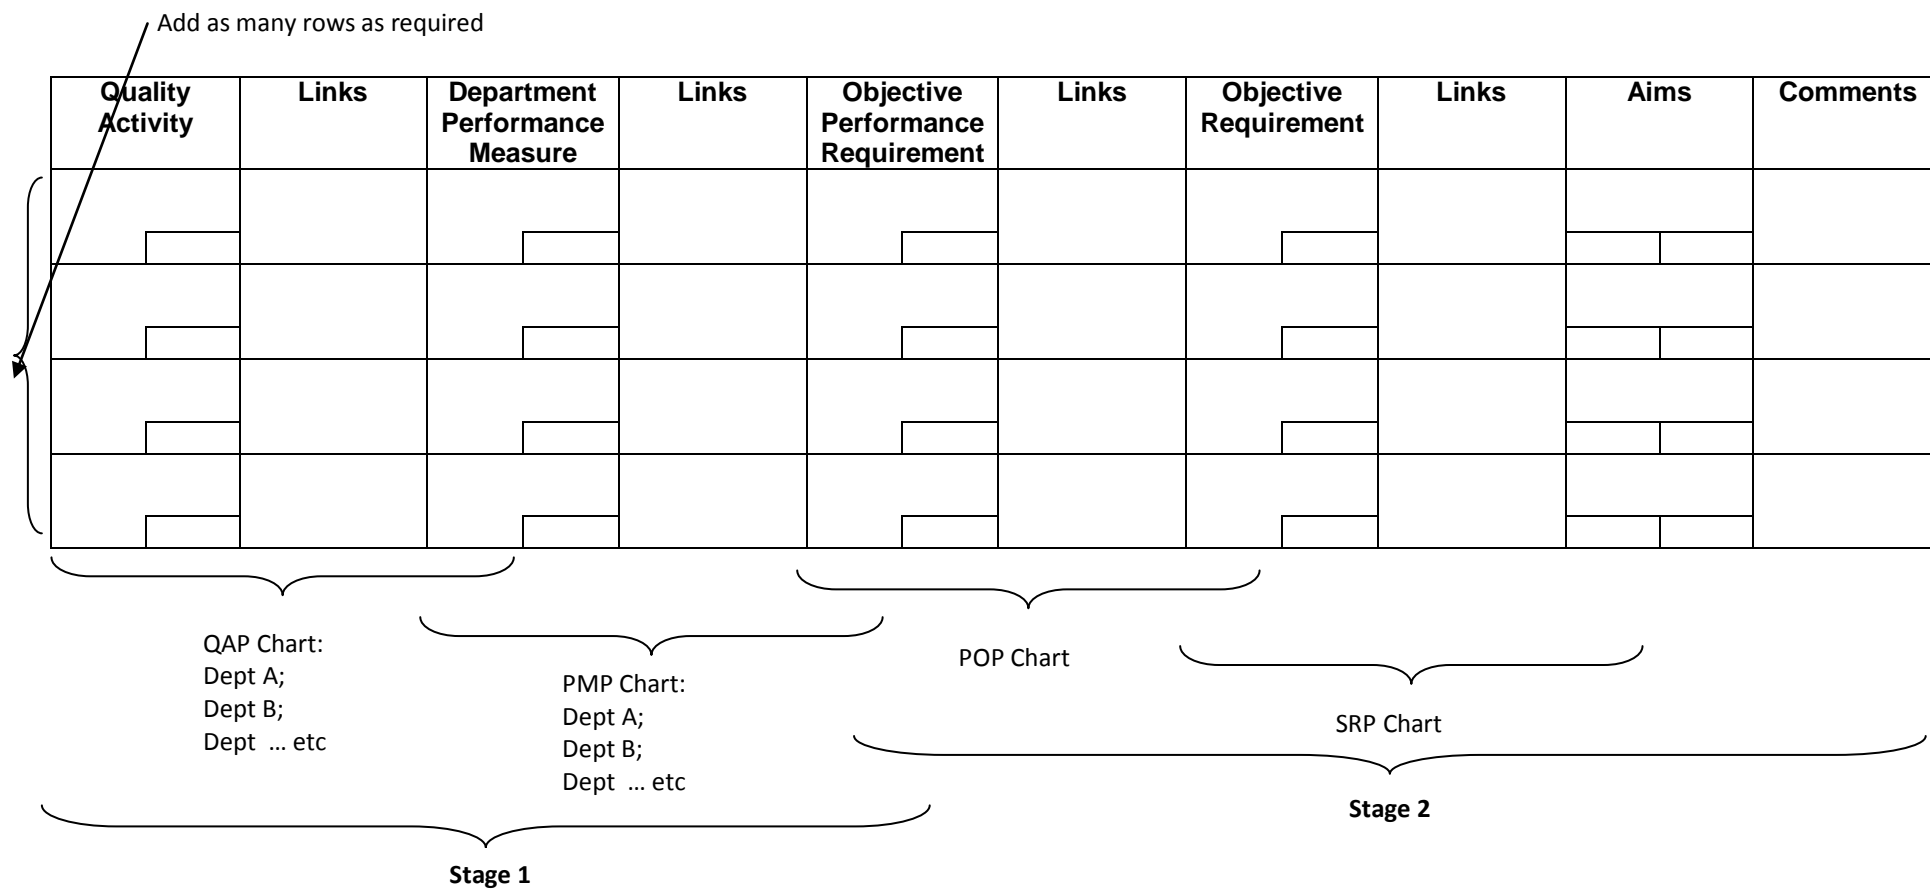 Add as many rows as required
Quality
Activity
Links
Department
Performance
Measure
Links
Objective
Performance
Requirement
Links
Objective
Requirement
Links
Aims
Comments
QAP Chart:
Dept A;
Dept B;
Dept … etc
PMP Chart:
Dept A;
Dept B;
Dept … etc
POP Chart
SRP Chart
Stage 2
Stage 1